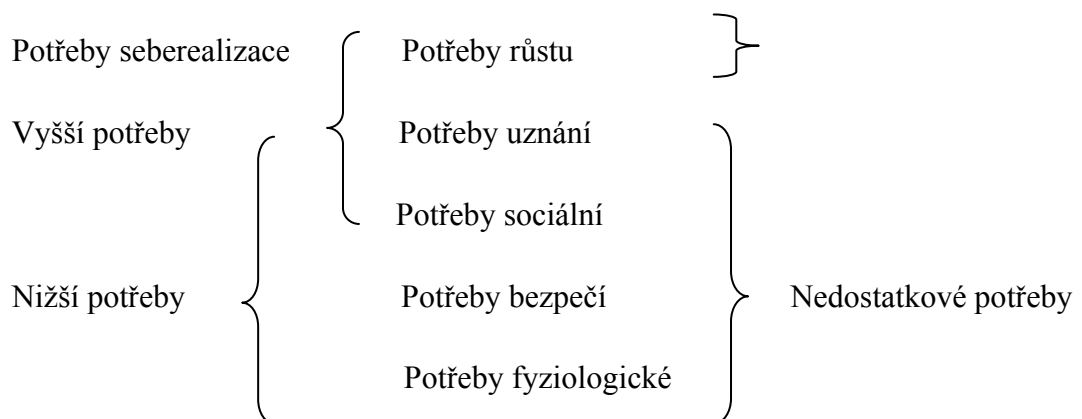 Potřeby seberealizace Potřeby růstu
Vyšší potřeby Potřeby uznání
Potřeby sociální
Nižší potřeby Potřeby bezpečí Nedostatkové potřeby
Potřeby fyziologické